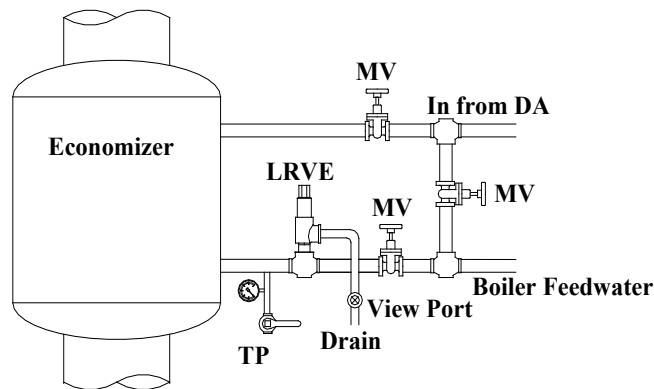 MV
In from DA
Economizer
LRVE
MV
MV
Boiler Feedwater
View Port
Drain
TP